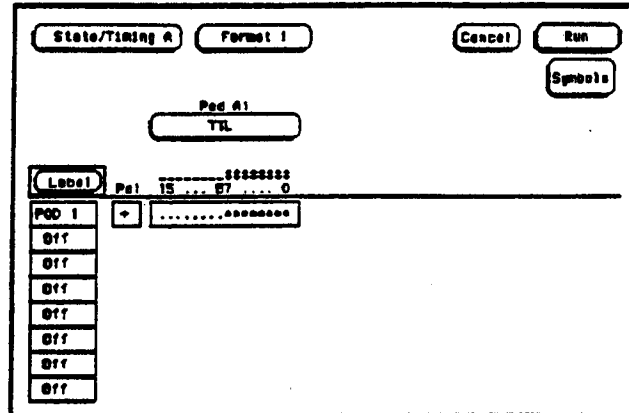 State/Timing A Format 1 Cancel Run
Symbols
Pod A1
TTL
Label Pol 15 ... 87 .... 0
POD 1 + ........********
Off
Off
Off
Off
Off
Off
Off